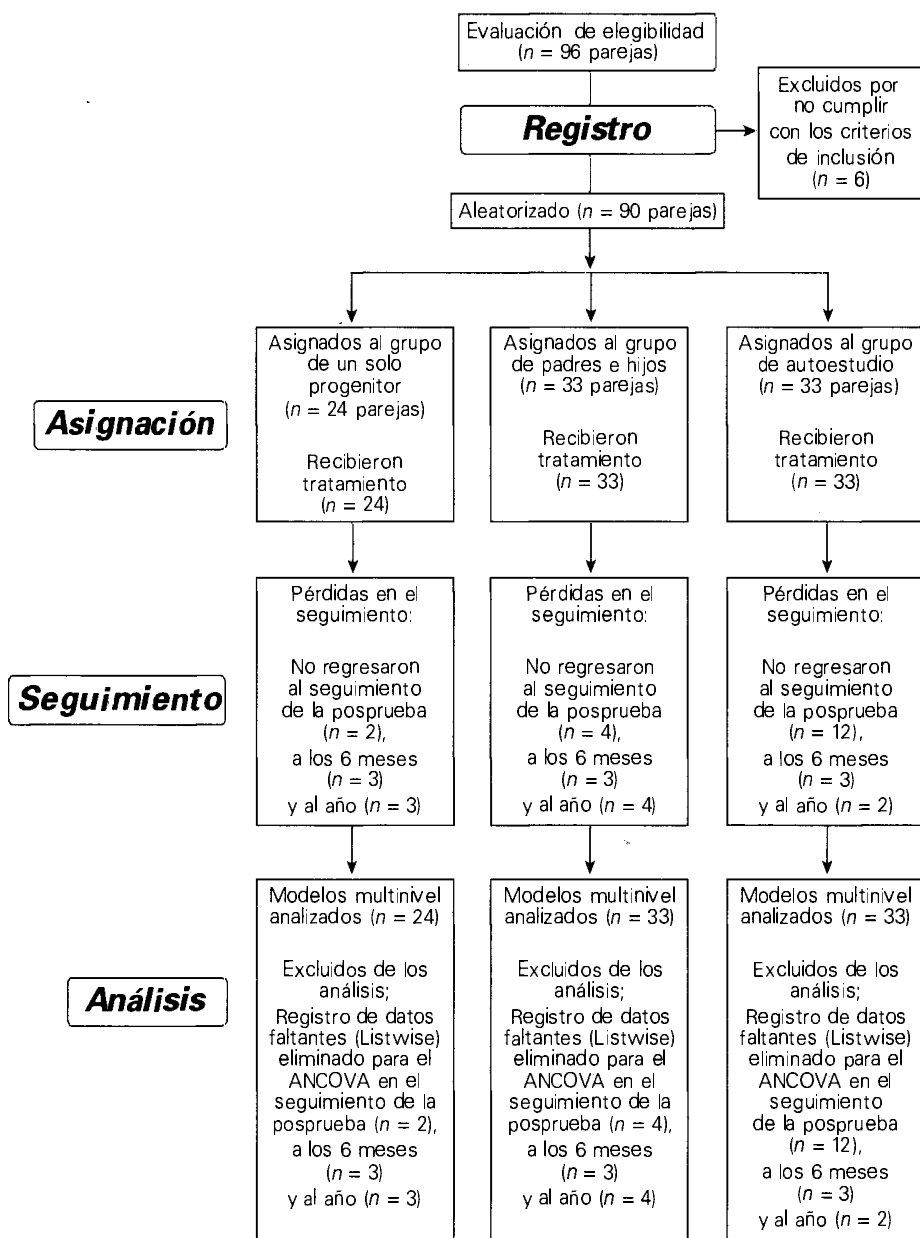 Evaluación de elegibilidad
(n = 96 parejas)
Registro
Excluidos por
no cumplir
con los criterios
de inclusión
(n = 6)
Aleatorizado (n = 90 parejas)
Asignación
Asignados al grupo
de un solo
progenitor
(n = 24 parejas)
Recibieron
tratamiento
(n = 24)
Asignados al grupo
de padres e hijos
(n = 33 parejas)
Recibieron
tratamiento
(n = 33)
Asignados al grupo
de autoestudio
(n = 33 parejas)
Recibieron
tratamiento
(n = 33)
Seguimiento
Pérdidas en el
seguimiento:
No regresaron
al seguimiento
de la posprueba
(n = 2),
a los 6 meses
(n = 3)
y al año (n = 3)
Pérdidas en el
seguimiento:
No regresaron
al seguimiento
de la posprueba
(n = 4),
a los 6 meses
(n = 3)
y al año (n = 4)
Pérdidas en el
seguimiento:
No regresaron
al seguimiento
de la posprueba
(n = 12),
a los 6 meses
(n = 3)
y al año (n = 2)
Análisis
Modelos multinivel
analizados (n = 24)
Excluidos de los
análisis;
Registro de datos
faltantes (Listwise)
eliminado para el
ANCOVA en el
seguimiento de la
posprueba (n = 2),
a los 6 meses
(n = 3)
y al año (n = 3)
Modelos multinivel
analizados (n = 33)
Excluidos de los
análisis;
Registro de datos
faltantes (Listwise)
eliminado para el
ANCOVA en el
seguimiento de la
posprueba (n = 4),
a los 6 meses
(n = 3)
y al año (n = 4)
Modelos multinivel
analizados (n = 33)
Excluidos de los
análisis;
Registro de datos
faltantes (Listwise)
eliminado para el
ANCOVA en el
seguimiento
de la posprueba
(n = 12),
a los 6 meses
(n = 3)
y al año (n = 2)